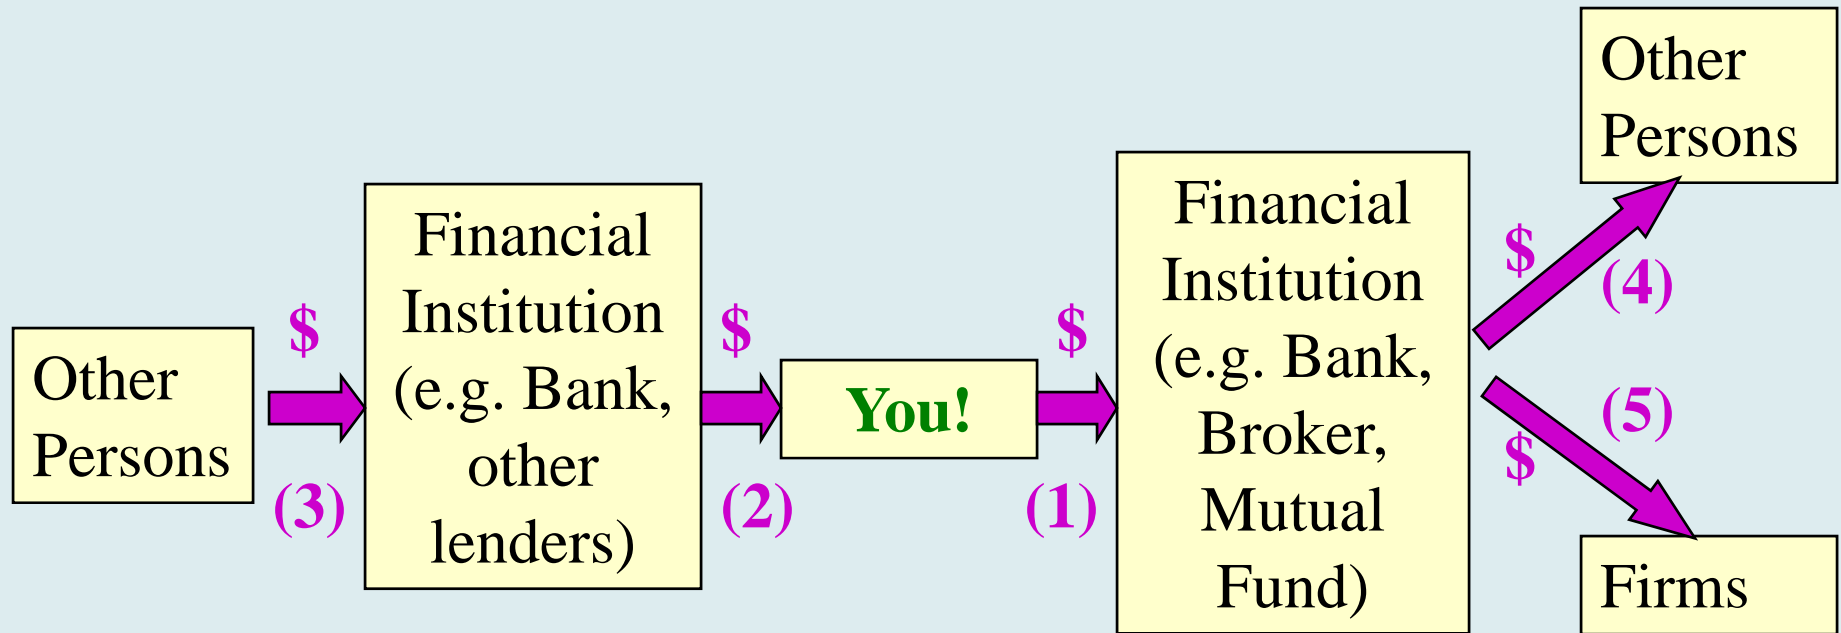 Other
Persons
$
(3)
Financial
Institution
(e.g. Bank,
other
lenders)
$
(2)
You!
$
(1)
Financial
Institution
(e.g. Bank,
Broker,
Mutual
Fund)
$
(4)
Other
Persons
$
(5)
Firms